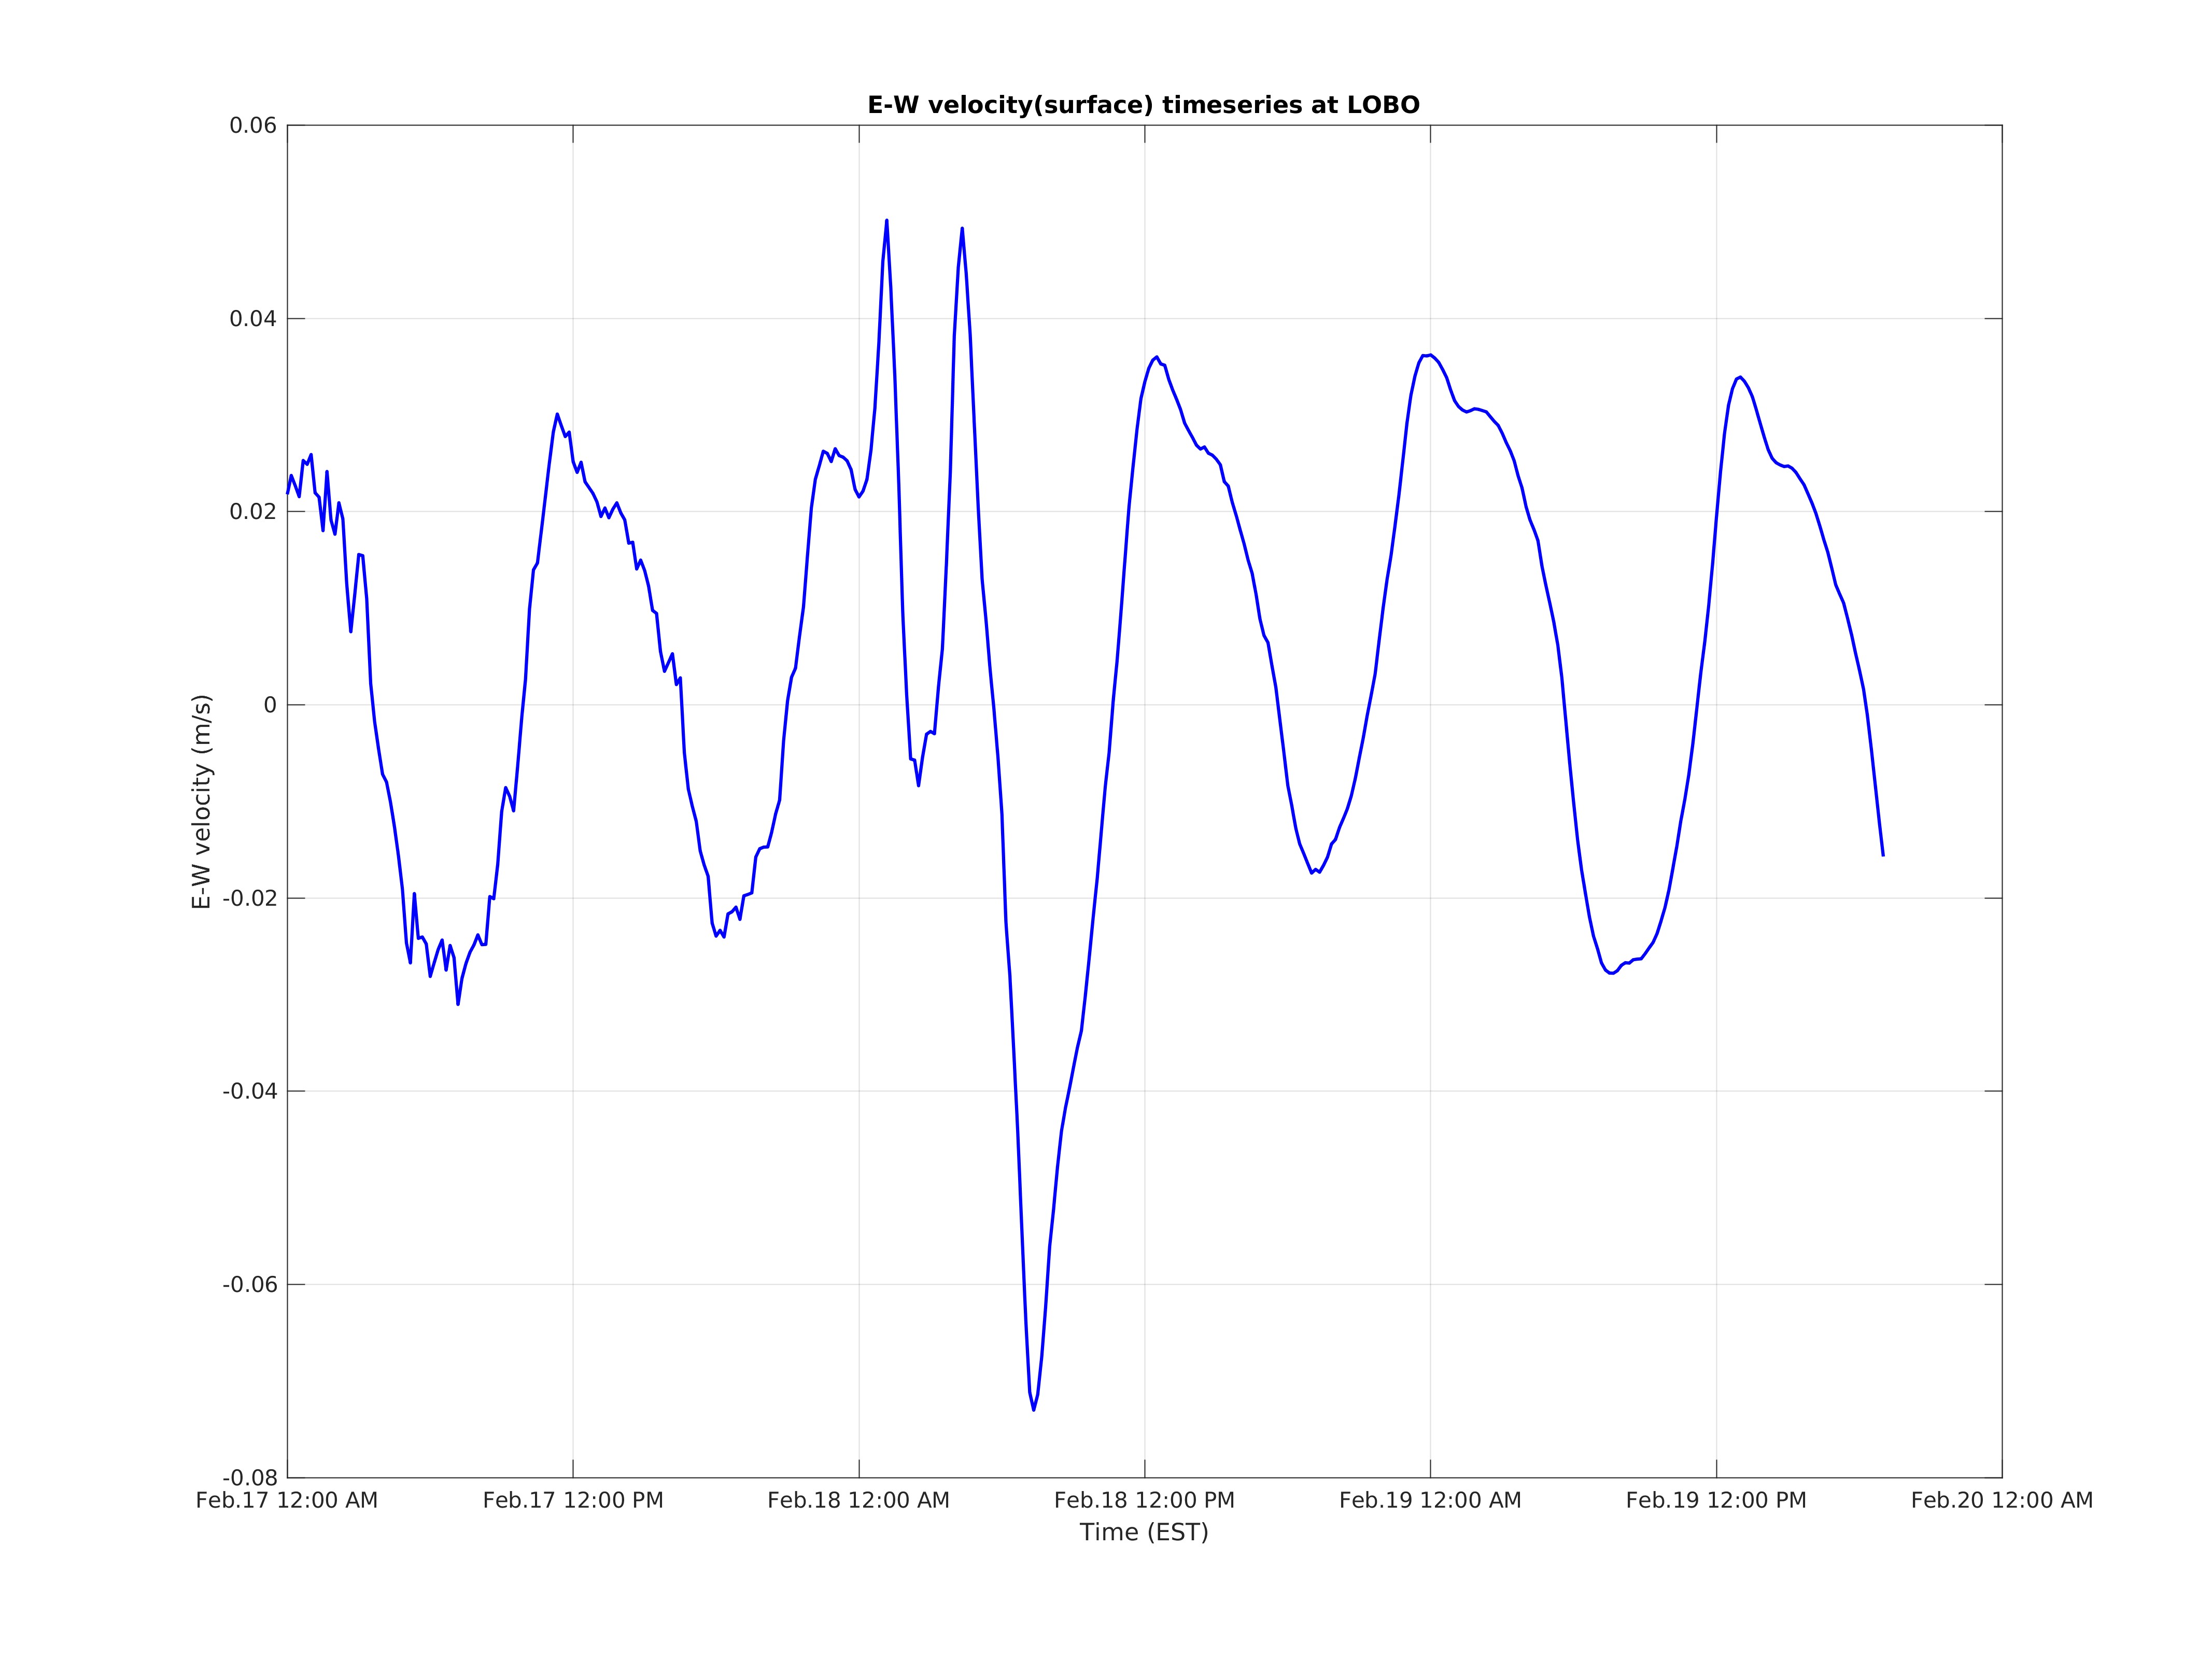 E-W velocity(surface) timeseries at LOBO
0.06
0.04
0.02
0
-0.02
-0.04
-0.06
-0.08
E-W velocity (m/s)
Feb.17 12:00 AM
Feb.17 12:00 PM
Feb.18 12:00 AM
Feb.18 12:00 PM
Feb.19 12:00 AM
Feb.19 12:00 PM
Feb.20 12:00 AM
Time (EST)